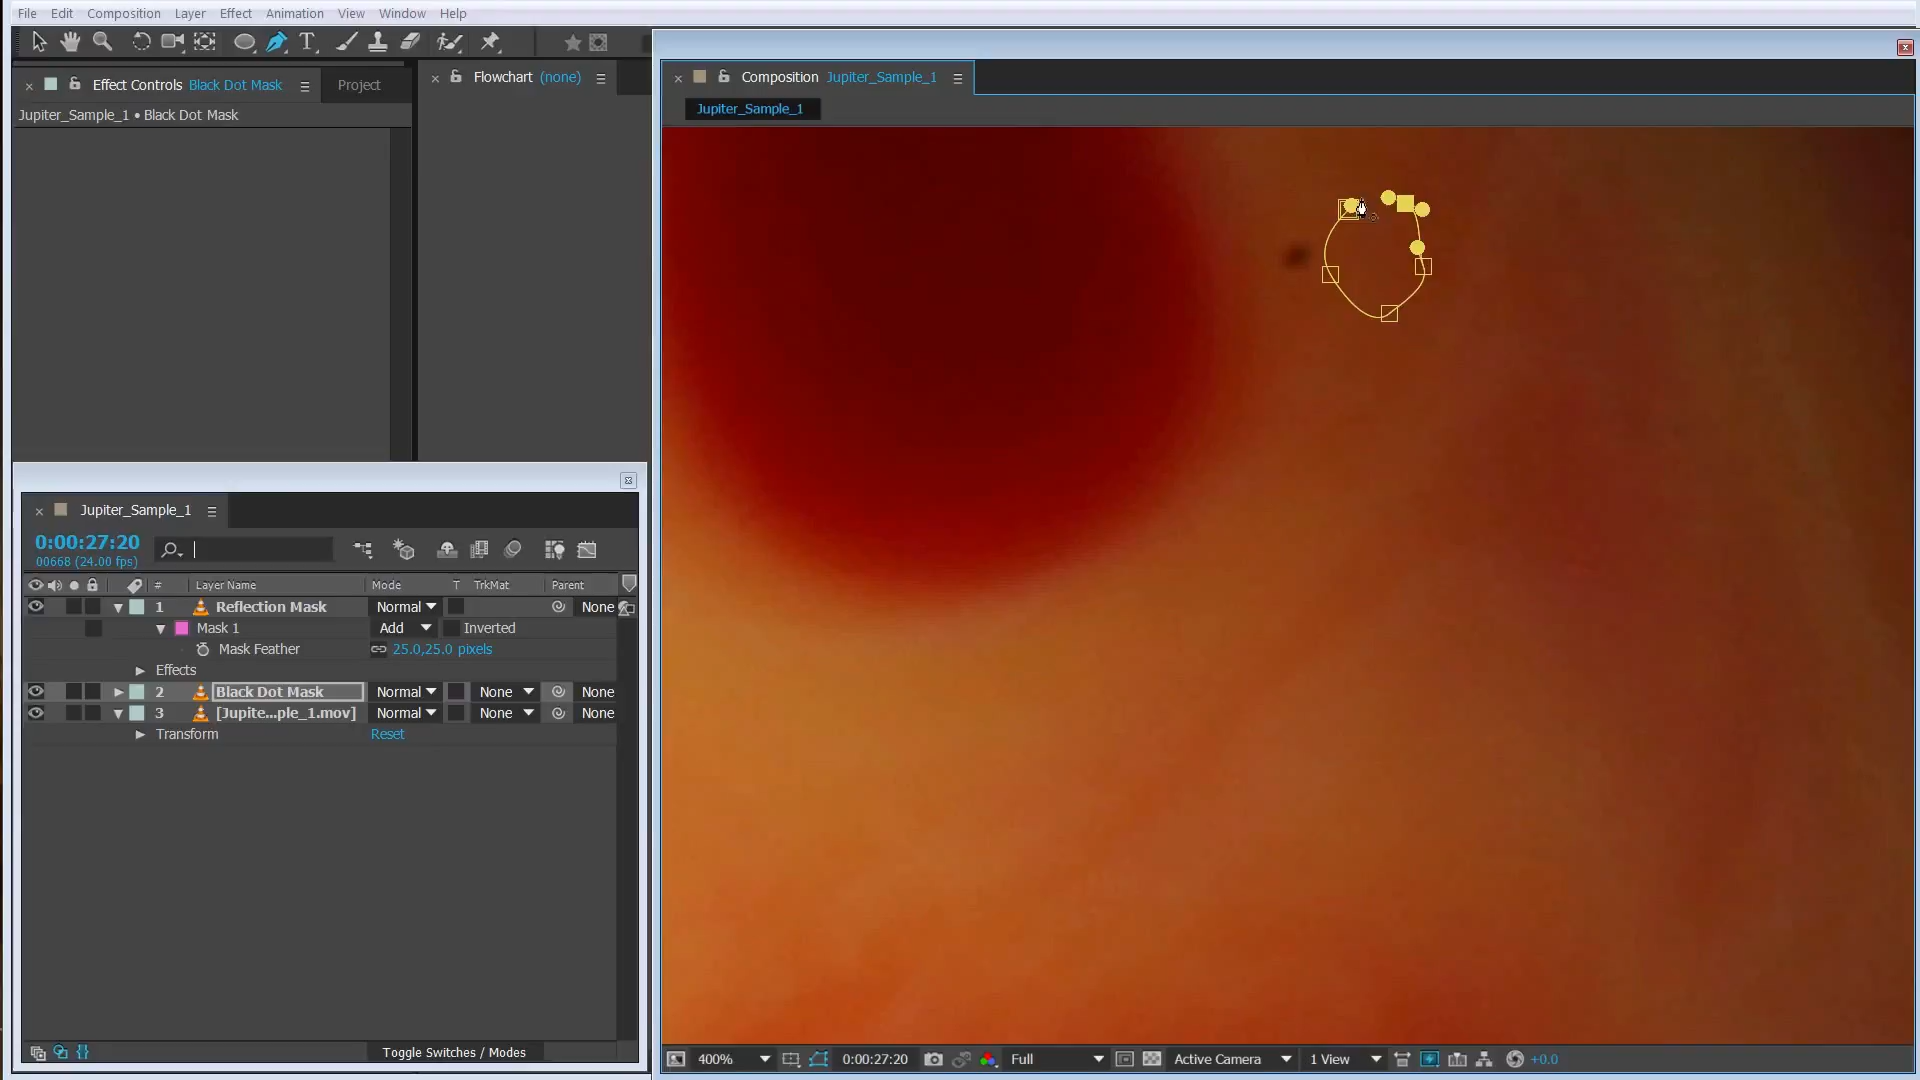 File Edit Composition Layer Effect Animation View Window Help
Effect Controls Black Dot Mask
Project
Flowchart (none)
Composition Jupiter_Sample_1
Jupiter_Sample_1 • Black Dot Mask
Jupiter_Sample_1
Jupiter_Sample_1
0:00:27:20
00668 (24.00 fps)
# Layer Name Mode T TrkMat Parent
1 Reflection Mask Normal None
Mask 1 Add Inverted
Mask Feather 25.0,25.0 pixels
Effects
2 Black Dot Mask Normal None None
3 [Jupite...ple_1.mov] Normal None None
Transform Reset
Toggle Switches / Modes
400% 0:00:27:20 Full Active Camera 1 View +0.0